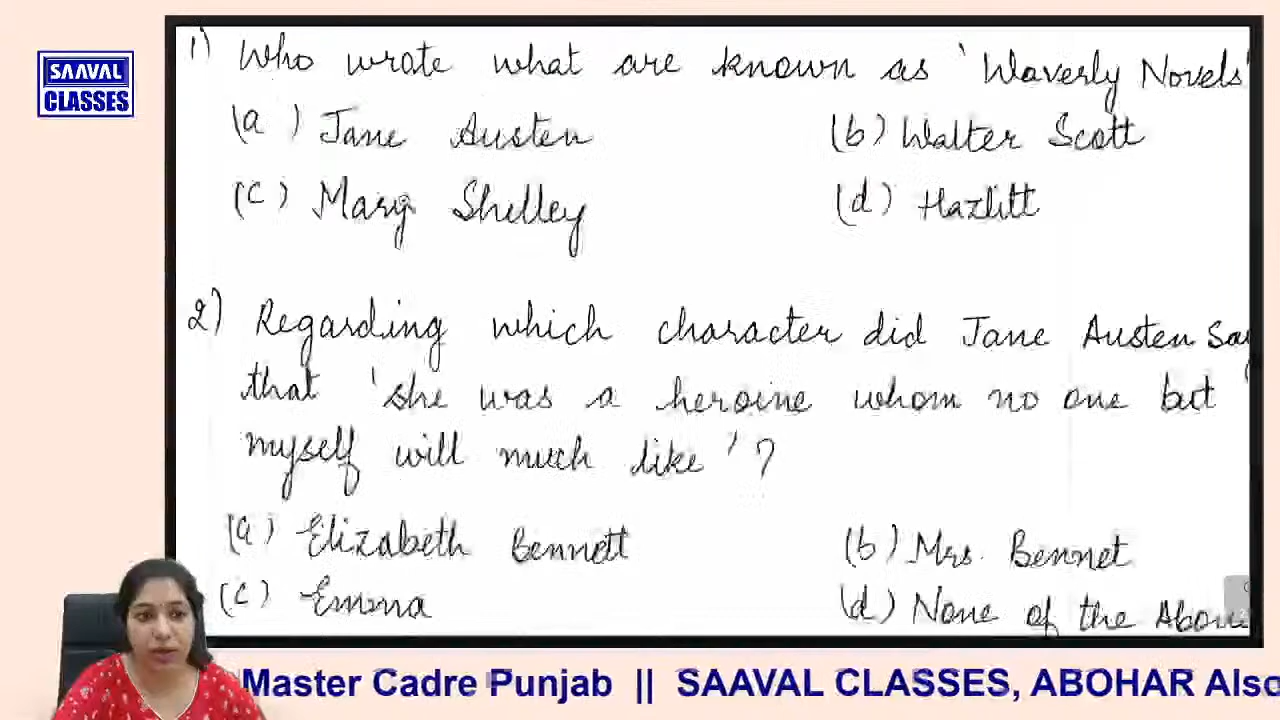 SAAVAL
CLASSES
1) Who wrote what are known as 'Waverly Novels'
(a) Jane Austen (b) Walter Scott
(c) Mary Shelley (d) Hazlitt
2) Regarding which character did Jane Austen Sa
that 'she was a heroine whom no one but
myself will much like'?
(a) Elizabeth Bennett (b) Mrs. Bennet
(c) Emma (d) None of the Above
Master Cadre Punjab || SAAVAL CLASSES, ABOHAR Also